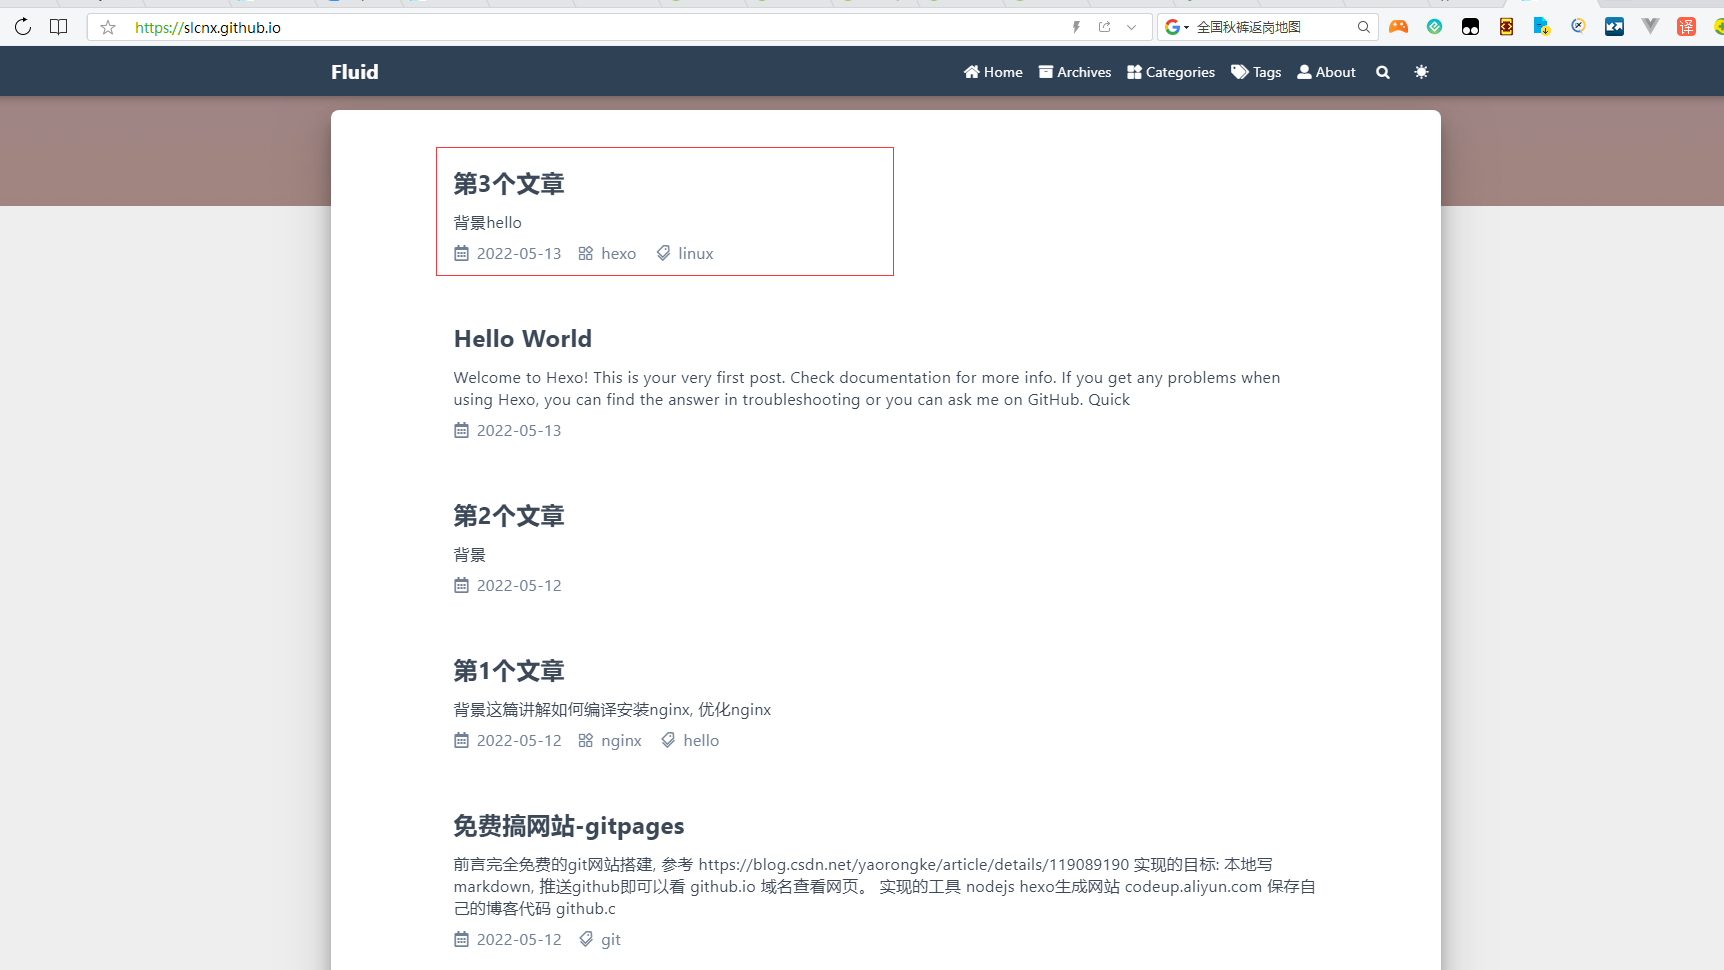 https://slcnx.github.io
全国秋裤返岗地图
译
Fluid
Home Archives Categories Tags About
第3个文章
背景hello
2022-05-13 hexo linux
Hello World
Welcome to Hexo! This is your very first post. Check documentation for more info. If you get any problems when
using Hexo, you can find the answer in troubleshooting or you can ask me on GitHub. Quick
2022-05-13
第2个文章
背景
2022-05-12
第1个文章
背景这篇讲解如何编译安装nginx, 优化nginx
2022-05-12 nginx hello
免费搞网站-gitpages
前言完全免费的git网站搭建, 参考 https://blog.csdn.net/yaorongke/article/details/119089190 实现的目标: 本地写
markdown, 推送github即可以看 github.io 域名查看网页。 实现的工具 nodejs hexo生成网站 codeup.aliyun.com 保存自
己的博客代码 github.c
2022-05-12 git